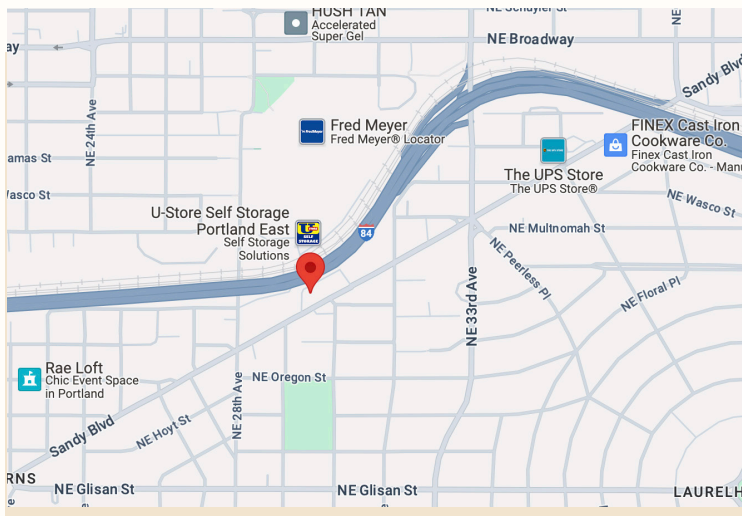 NE Schuyler St
HUSH TAN
Accelerated
Super Gel
NE
NE Broadway
ay
Sandy Blvd
NE 24th Ave
Fred Meyer
Fred Meyer® Locator
FINEX Cast Iron
Cookware Co.
Finex Cast Iron
Cookware Co. - Manu
The UPS Store
The UPS Store®
amas St
Wasco St
NE Wasco St
U-Store Self Storage
Portland East
Self Storage
Solutions
U-
SELF
STORAGE
84
NE Multnomah St
NE Peerless Pl
NE 33rd Ave
NE Floral Pl
Rae Loft
Chic Event Space
in Portland
NE Oregon St
NE 28th Ave
Sandy Blvd
NE Hoyt St
RNS
NE Glisan St
NE Glisan St
LAURELH